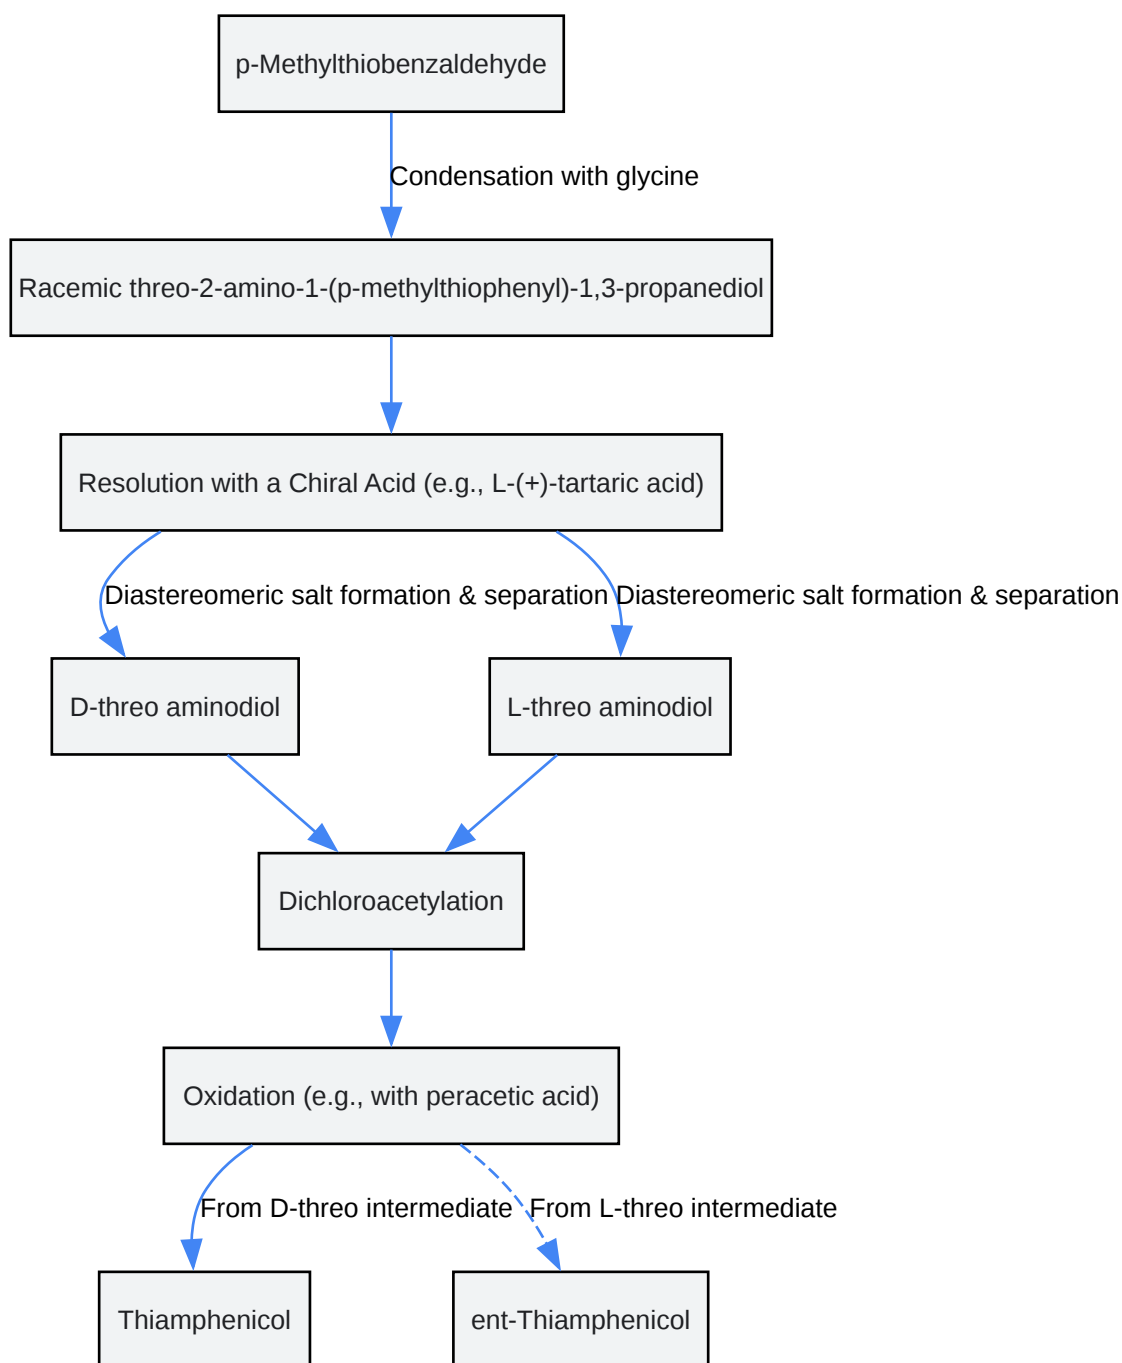 p-Methylthiobenzaldehyde
Condensation with glycine
Racemic threo-2-amino-1-(p-methylthiophenyl)-1,3-propanediol
Resolution with a Chiral Acid (e.g., L-(+)-tartaric acid)
Diastereomeric salt formation & separation
Diastereomeric salt formation & separation
D-threo aminodiol
L-threo aminodiol
Dichloroacetylation
Oxidation (e.g., with peracetic acid)
From D-threo intermediate
From L-threo intermediate
Thiamphenicol
ent-Thiamphenicol